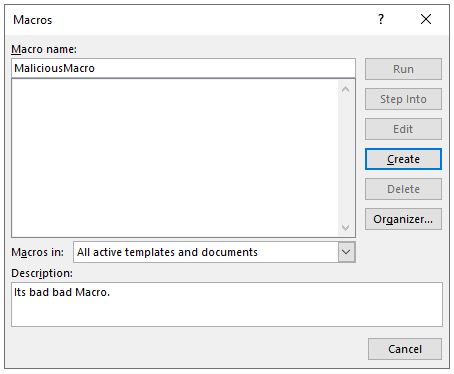 Macros
?
Macro name:
MaliciousMacro
Run
Step Into
Edit
Create
Delete
Organizer...
Macros in: All active templates and documents
Description:
Its bad bad Macro.
Cancel